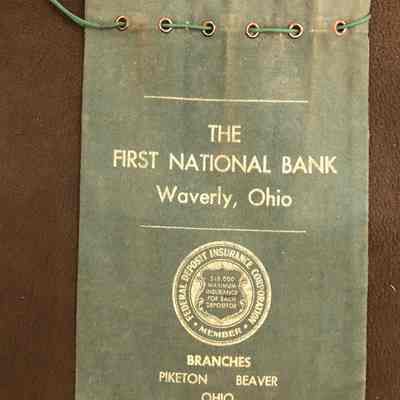 THE
FIRST NATIONAL BANK
Waverly, Ohio
FEDERAL DEPOSIT INSURANCE CORPORATION
$15,000
MAXIMUM
INSURANCE
FOR EACH
DEPOSITOR
• MEMBER •
BRANCHES
PIKETON BEAVER
OHIO